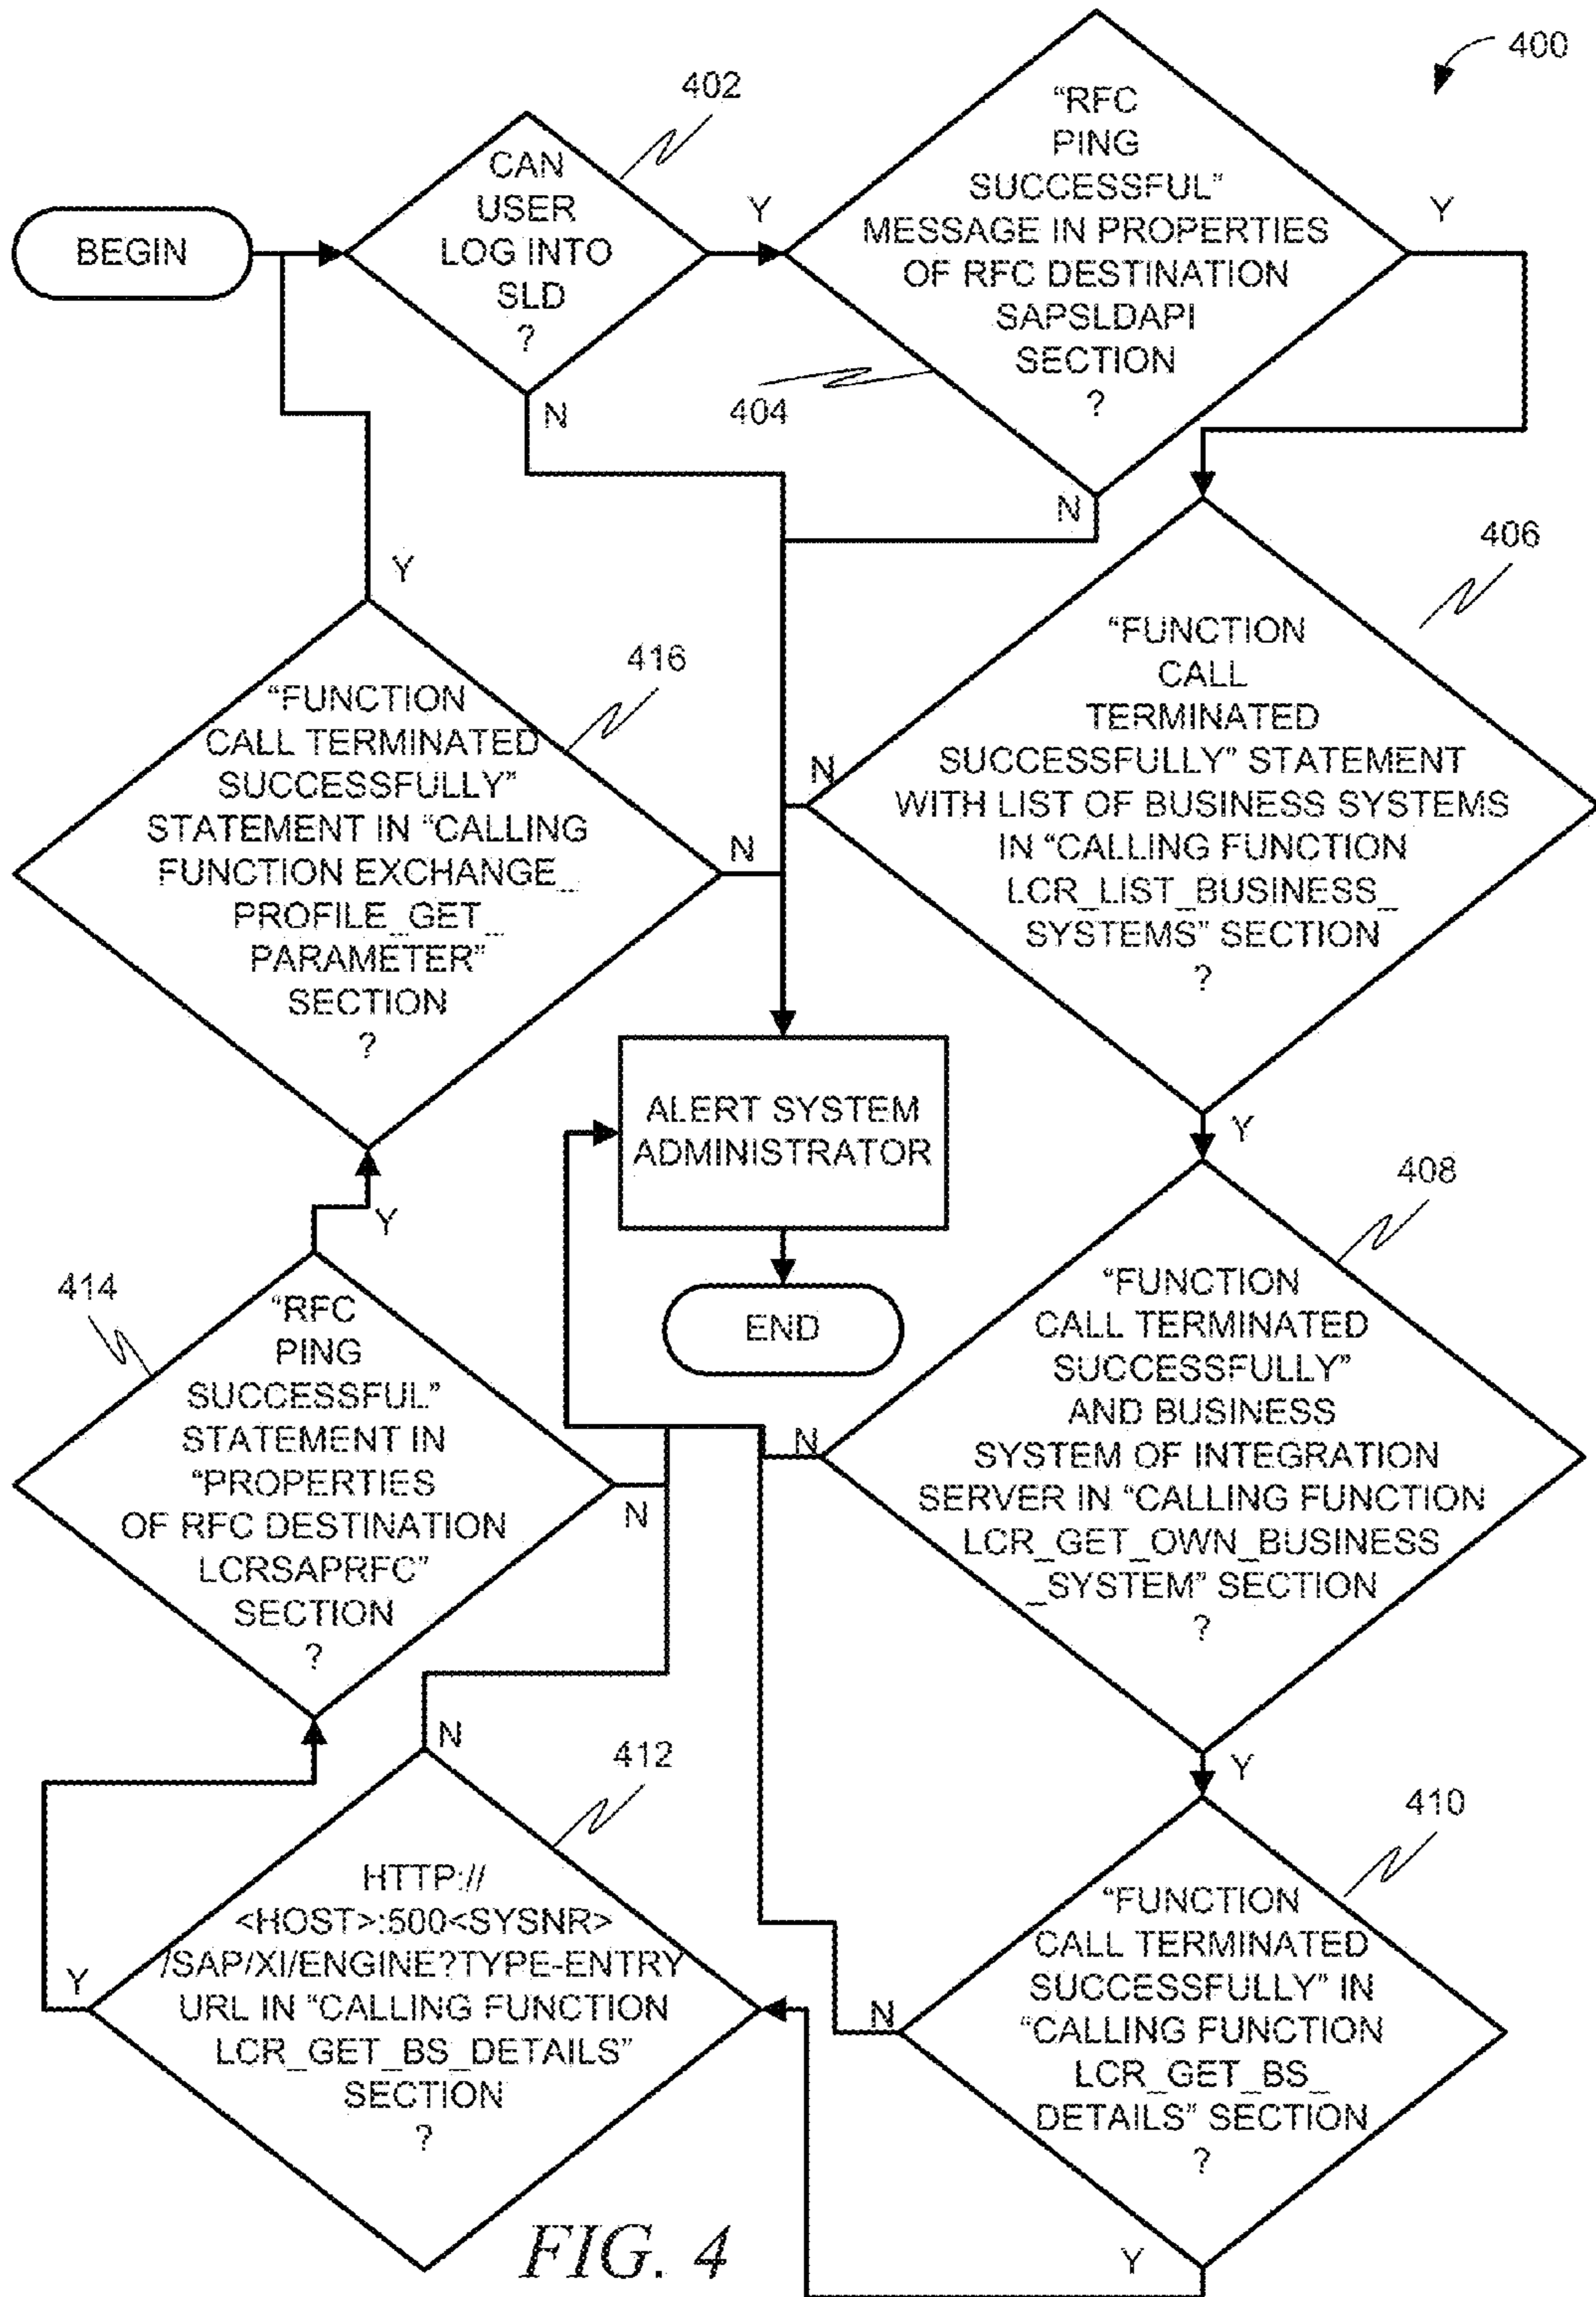 400
402
CAN
USER
LOG INTO
SLD
?
Y
N
BEGIN
"RFC
PING
SUCCESSFUL"
MESSAGE IN PROPERTIES
OF RFC DESTINATION
SAPSLDAPI
SECTION
?
Y
404
N
406
"FUNCTION
CALL
TERMINATED
SUCCESSFULLY" STATEMENT
WITH LIST OF BUSINESS SYSTEMS
IN "CALLING FUNCTION
LCR_LIST_BUSINESS_
SYSTEMS" SECTION
?
N
Y
Y
416
"FUNCTION
CALL TERMINATED
SUCCESSFULLY"
STATEMENT IN "CALLING
FUNCTION EXCHANGE_
PROFILE_GET_
PARAMETER"
SECTION
?
N
ALERT SYSTEM
ADMINISTRATOR
END
408
"FUNCTION
CALL TERMINATED
SUCCESSFULLY"
AND BUSINESS
SYSTEM OF INTEGRATION
SERVER IN "CALLING FUNCTION
LCR_GET_OWN_BUSINESS
_SYSTEM" SECTION
?
N
Y
Y
414
"RFC
PING
SUCCESSFUL"
STATEMENT IN
"PROPERTIES
OF RFC DESTINATION
LCRSAPRFC"
SECTION
?
N
410
"FUNCTION
CALL TERMINATED
SUCCESSFULLY" IN
"CALLING FUNCTION
LCR_GET_BS_
DETAILS" SECTION
?
N
Y
412
N
HTTP://
<HOST>:500<SYSNR>
/SAP/XI/ENGINE?TYPE-ENTRY
URL IN "CALLING FUNCTION
LCR_GET_BS_DETAILS"
SECTION
?
Y
FIG. 4